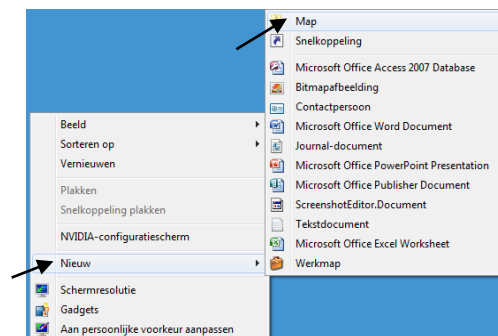 Map
Snelkoppeling
Microsoft Office Access 2007 Database
Bitmapafbeelding
Contactpersoon
Microsoft Office Word Document
Journal-document
Microsoft Office PowerPoint Presentation
Microsoft Office Publisher Document
ScreenshotEditor.Document
Tekstdocument
Microsoft Office Excel Worksheet
Werkmap
Beeld
Sorteren op
Vernieuwen
Plakken
Snelkoppeling plakken
NVIDIA-configuratiescherm
Nieuw
Schermresolutie
Gadgets
Aan persoonlijke voorkeur aanpassen